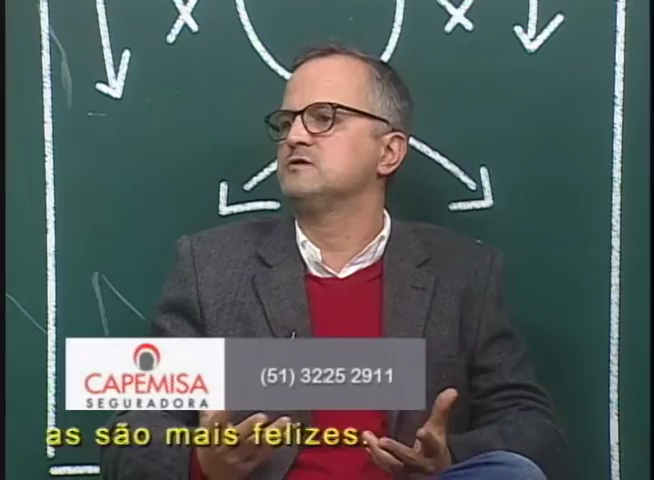 CAPEMISA
SEGURADORA
(51) 3225 2911
as são mais felizes.